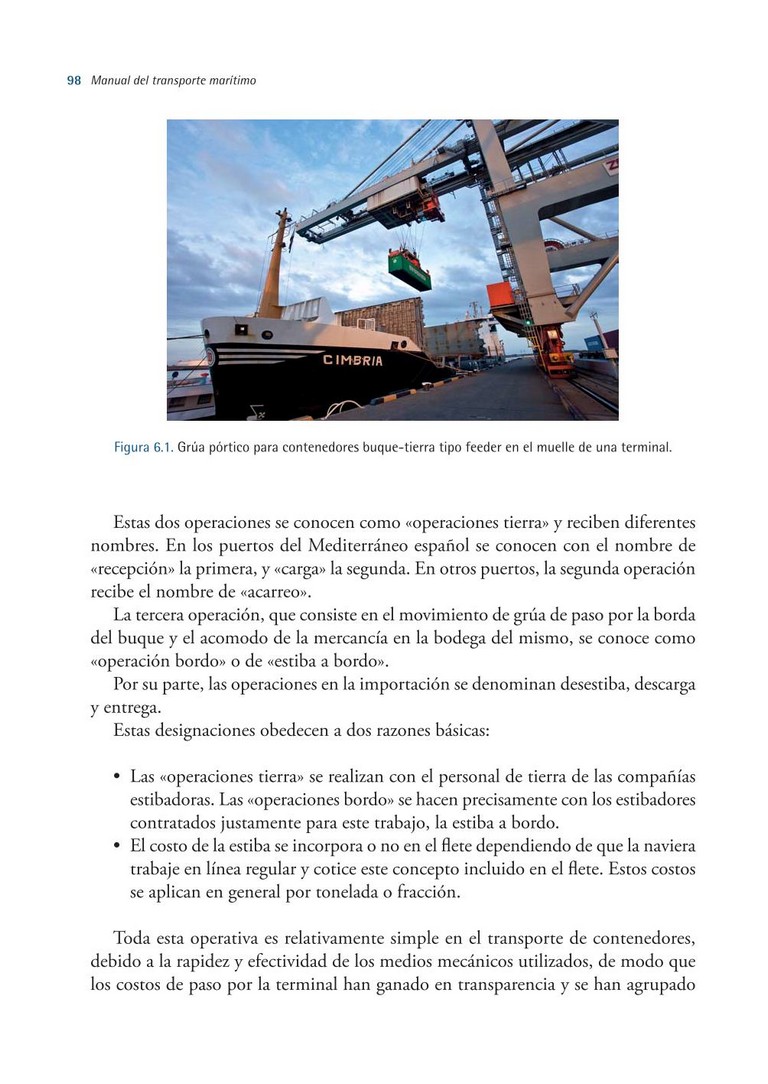 98 Manual del transporte marítimo
CIMBRIA
Figura 6.1. Grúa pórtico para contenedores buque-tierra tipo feeder en el muelle de una terminal.
Estas dos operaciones se conocen como «operaciones tierra» y reciben diferentes
nombres. En los puertos del Mediterráneo español se conocen con el nombre de
«recepción» la primera, y «carga» la segunda. En otros puertos, la segunda operación
recibe el nombre de «acarreo».
La tercera operación, que consiste en el movimiento de grúa de paso por la borda
del buque y el acomodo de la mercancía en la bodega del mismo, se conoce como
«operación bordo» o de «estiba a bordo».
Por su parte, las operaciones en la importación se denominan desestiba, descarga
y entrega.
Estas designaciones obedecen a dos razones básicas:
• Las «operaciones tierra» se realizan con el personal de tierra de las compañías
estibadoras. Las «operaciones bordo» se hacen precisamente con los estibadores
contratados justamente para este trabajo, la estiba a bordo.
• El costo de la estiba se incorpora o no en el flete dependiendo de que la naviera
trabaje en línea regular y cotice este concepto incluido en el flete. Estos costos
se aplican en general por tonelada o fracción.
Toda esta operativa es relativamente simple en el transporte de contenedores,
debido a la rapidez y efectividad de los medios mecánicos utilizados, de modo que
los costos de paso por la terminal han ganado en transparencia y se han agrupado